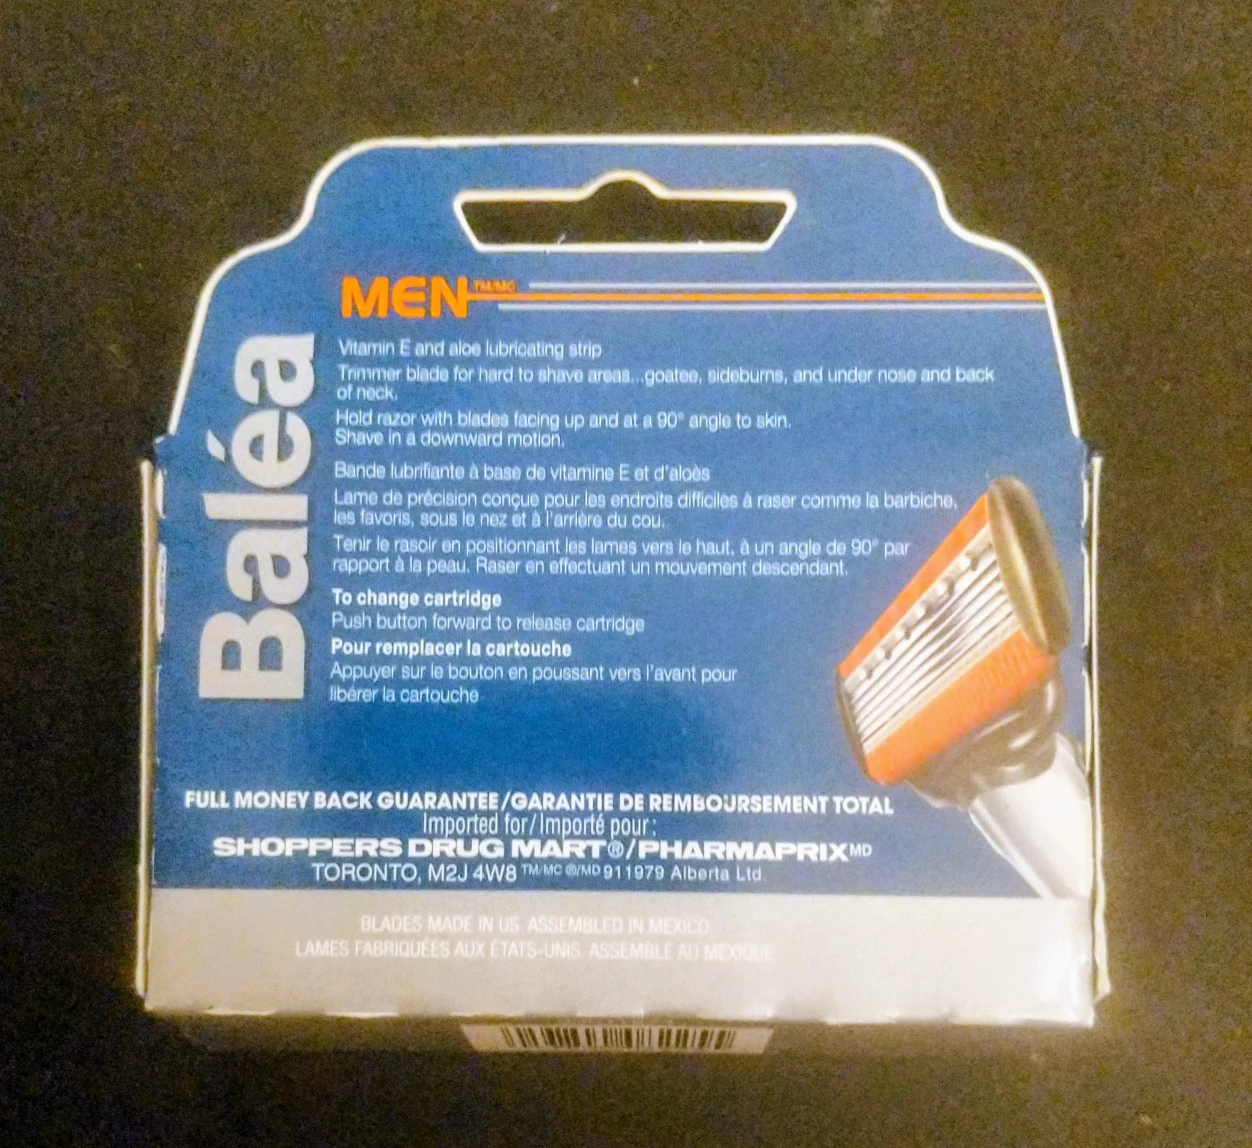 MEN TM/MC
Baléa
Vitamin E and aloe lubricating strip
Trimmer blade for hard to shave areas...goatee, sideburns, and under nose and back
of neck.
Hold razor with blades facing up and at a 90° angle to skin.
Shave in a downward motion.
Bande lubrifiante à base de vitamine E et d'aloès
Lame de précision conçue pour les endroits difficiles à raser comme la barbiche,
les favoris, sous le nez et à l'arrière du cou.
Tenir le rasoir en positionnant les lames vers le haut, à un angle de 90° par
rapport à la peau. Raser en effectuant un mouvement descendant.
To change cartridge
Push button forward to release cartridge
Pour remplacer la cartouche
Appuyer sur le bouton en poussant vers l'avant pour
libérer la cartouche
FULL MONEY BACK GUARANTEE/GARANTIE DE REMBOURSEMENT TOTAL
Imported for/Importé pour:
SHOPPERS DRUG MART®/PHARMAPRIX MD
TORONTO, M2J 4W8 TM/MC ®/MD 911979 Alberta Ltd.
BLADES MADE IN US. ASSEMBLED IN MEXICO
LAMES FABRIQUÉES AUX ÉTATS-UNIS. ASSEMBLE AU MEXIQUE